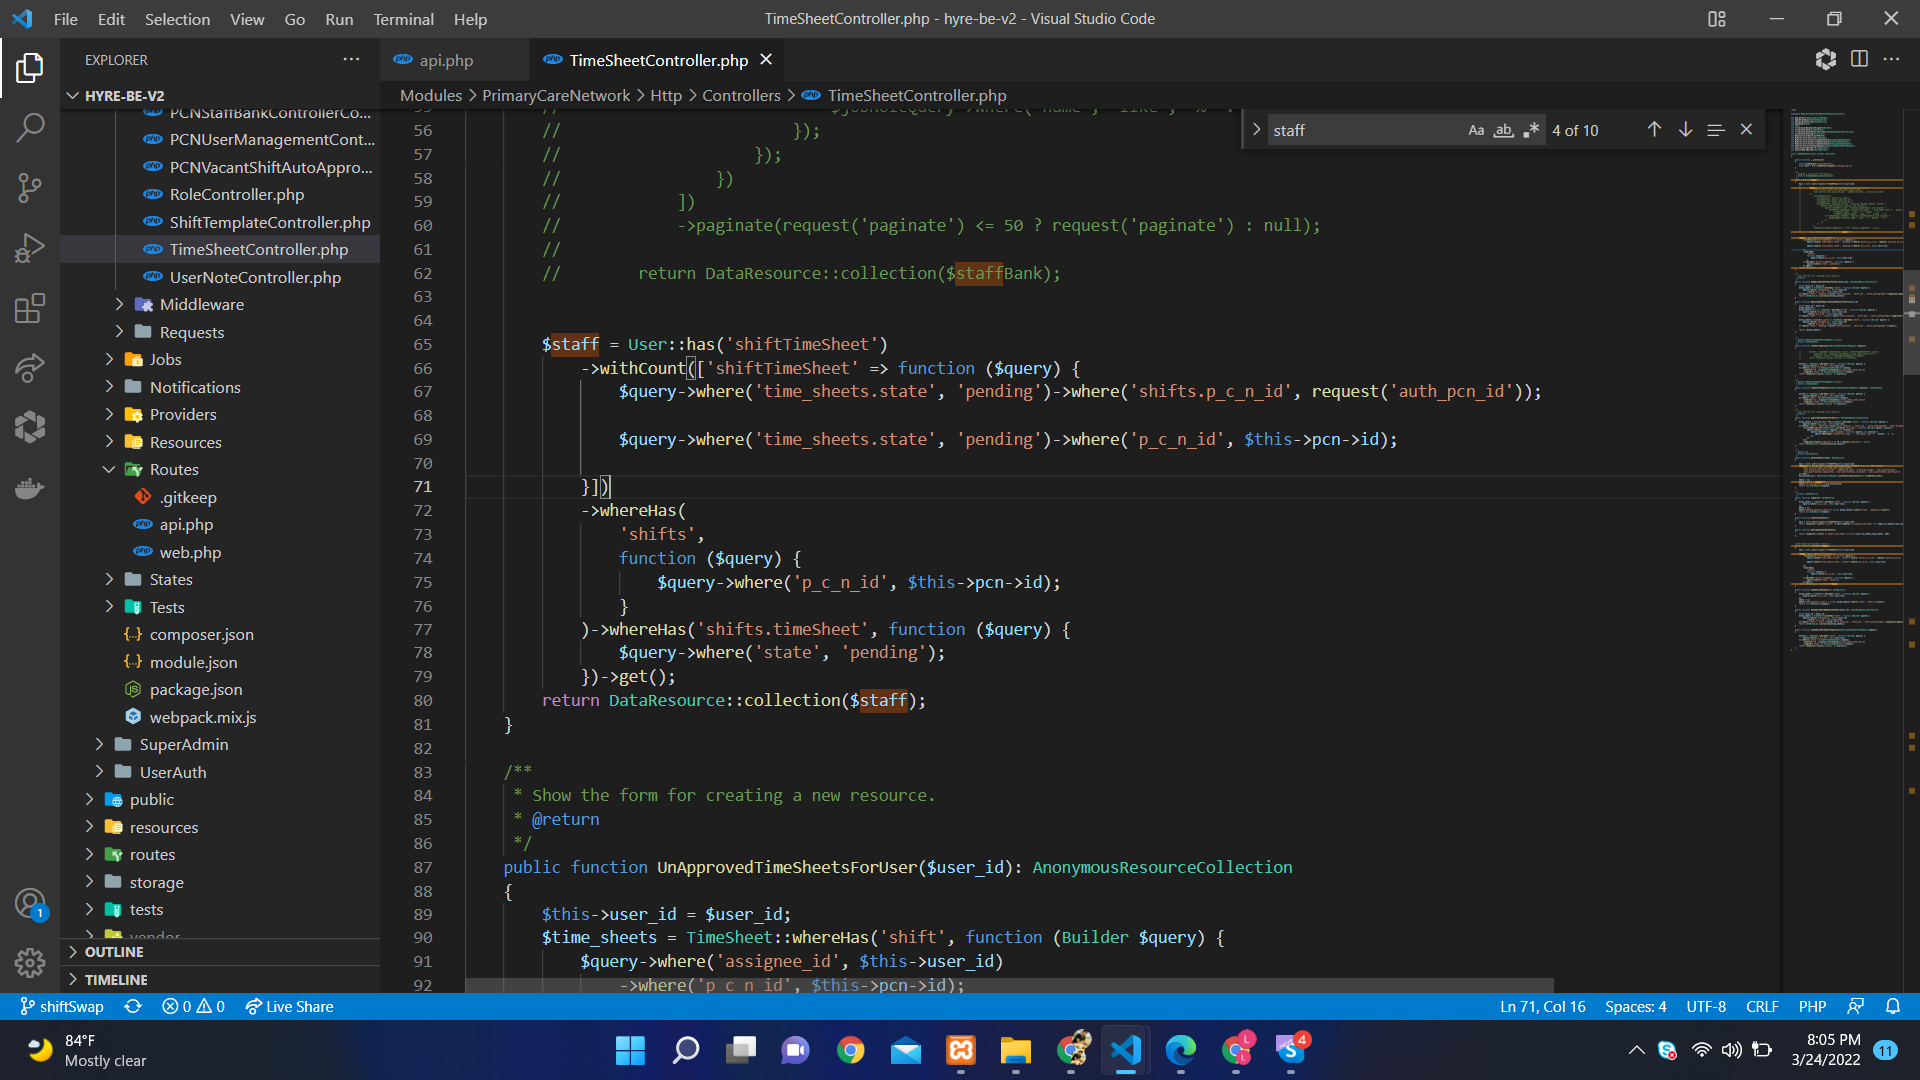 File Edit Selection View Go Run Terminal Help
TimeSheetController.php - hyre-be-v2 - Visual Studio Code
EXPLORER
api.php
TimeSheetController.php
HYRE-BE-V2
Modules > PrimaryCareNetwork > Http > Controllers > TimeSheetController.php
PCNStaffBankControllerCo...
PCNUserManagementCont...
PCNVacantShiftAutoAppro...
RoleController.php
ShiftTemplateController.php
TimeSheetController.php
UserNoteController.php
Middleware
Requests
Jobs
Notifications
Providers
Resources
Routes
.gitkeep
api.php
web.php
States
Tests
composer.json
module.json
package.json
webpack.mix.js
SuperAdmin
UserAuth
public
resources
routes
storage
tests
vendor
OUTLINE
TIMELINE
staff
Aa ab 4 of 10
56 // });
57 // });
58 // })
59 // ])
60 // ->paginate(request('paginate') <= 50 ? request('paginate') : null);
61 //
62 // return DataResource::collection($staffBank);
63
64
65 $staff = User::has('shiftTimeSheet')
66 ->withCount(['shiftTimeSheet' => function ($query) {
67 $query->where('time_sheets.state', 'pending')->where('shifts.p_c_n_id', request('auth_pcn_id'));
68
69 $query->where('time_sheets.state', 'pending')->where('p_c_n_id', $this->pcn->id);
70
71 }])
72 ->whereHas(
73 'shifts',
74 function ($query) {
75 $query->where('p_c_n_id', $this->pcn->id);
76 }
77 )->whereHas('shifts.timeSheet', function ($query) {
78 $query->where('state', 'pending');
79 })->get();
80 return DataResource::collection($staff);
81 }
82
83 /**
84 * Show the form for creating a new resource.
85 * @return
86 */
87 public function UnApprovedTimeSheetsForUser($user_id): AnonymousResourceCollection
88 {
89 $this->user_id = $user_id;
90 $time_sheets = TimeSheet::whereHas('shift', function (Builder $query) {
91 $query->where('assignee_id', $this->user_id)
92 ->where('p_c_n_id', $this->pcn->id);
1
shiftSwap 0 0 Live Share
Ln 71, Col 16 Spaces: 4 UTF-8 CRLF PHP
84°F
Mostly clear
L
L
4
8:05 PM
3/24/2022
11